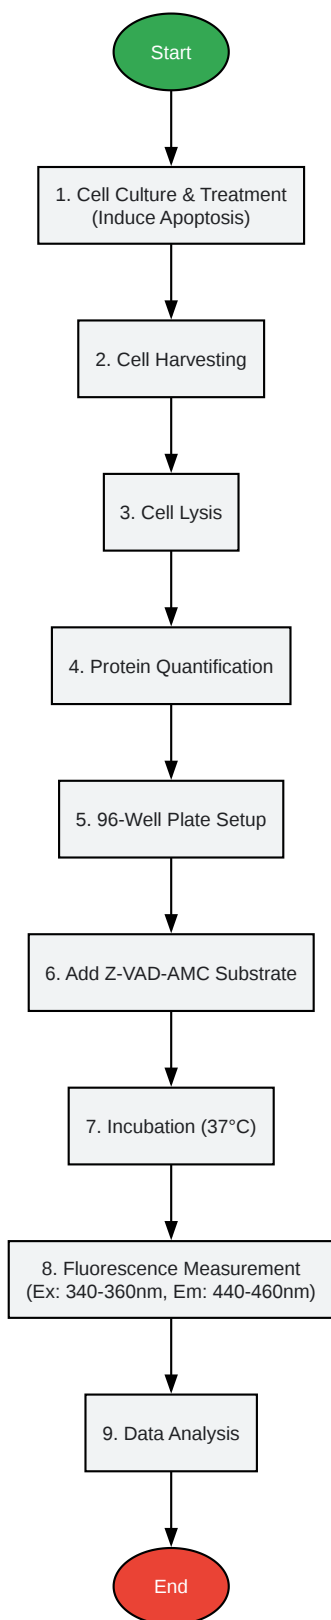 Start
1. Cell Culture & Treatment
(Induce Apoptosis)
2. Cell Harvesting
3. Cell Lysis
4. Protein Quantification
5. 96-Well Plate Setup
6. Add Z-VAD-AMC Substrate
7. Incubation (37°C)
8. Fluorescence Measurement
(Ex: 340-360nm, Em: 440-460nm)
9. Data Analysis
End